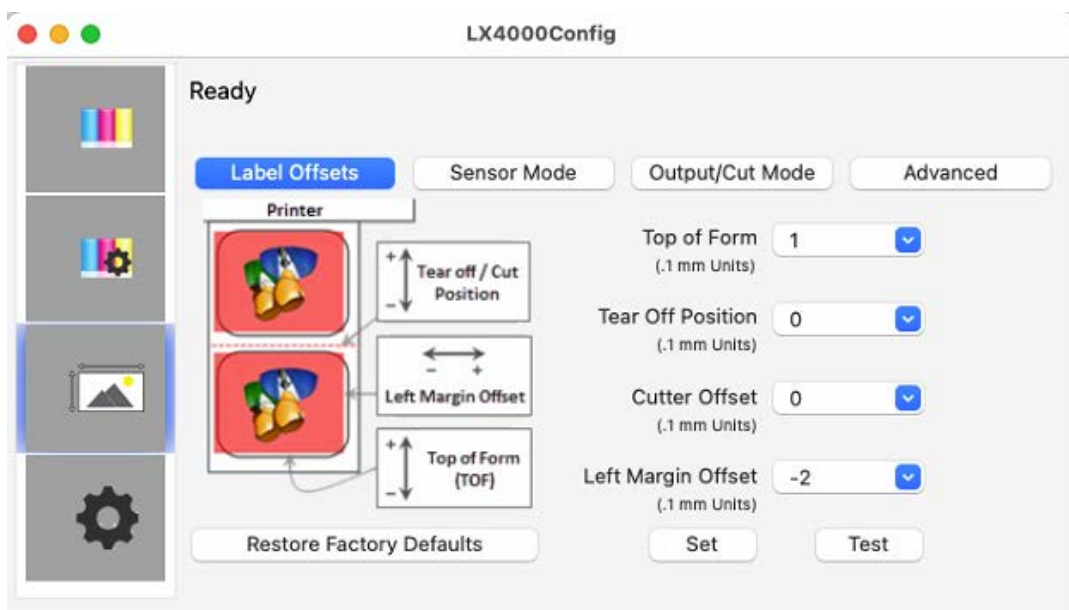 LX4000Config
Ready
Label Offsets
Sensor Mode
Output/Cut Mode
Advanced
Printer
+
Tear off / Cut
Position
–
– +
Left Margin Offset
+
Top of Form
(TOF)
–
Top of Form 1
(.1 mm Units)
Tear Off Position 0
(.1 mm Units)
Cutter Offset 0
(.1 mm Units)
Left Margin Offset -2
(.1 mm Units)
Restore Factory Defaults
Set
Test